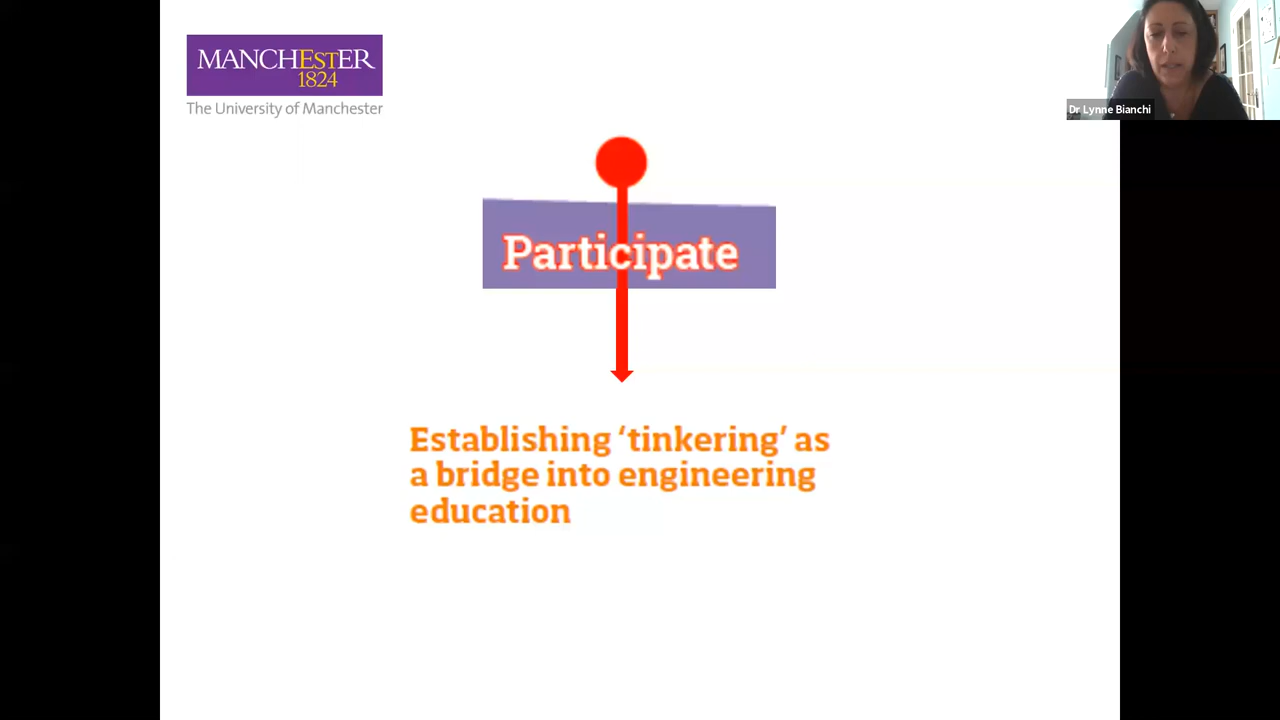 MANCHESTER
1824
The University of Manchester
Dr Lynne Bianchi
Participate
Establishing ‘tinkering’ as
a bridge into engineering
education